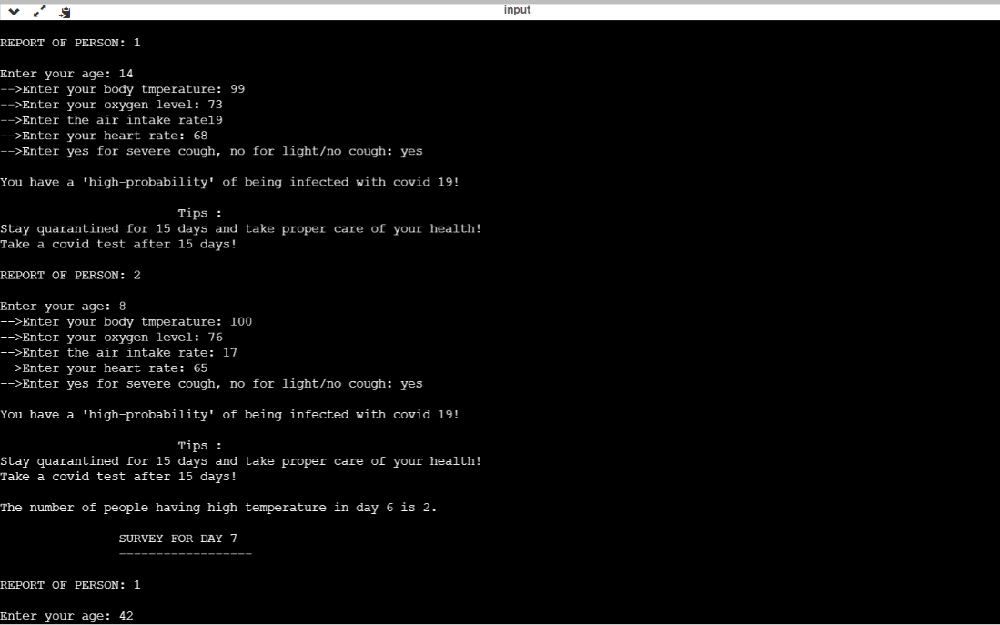 input
REPORT OF PERSON: 1
Enter your age: 14
-->Enter your body tmperature: 99
-->Enter your oxygen level: 73
-->Enter the air intake rate19
-->Enter your heart rate: 68
-->Enter yes for severe cough, no for light/no cough: yes
You have a 'high-probability' of being infected with covid 19!
Tips :
Stay quarantined for 15 days and take proper care of your health!
Take a covid test after 15 days!
REPORT OF PERSON: 2
Enter your age: 8
-->Enter your body tmperature: 100
-->Enter your oxygen level: 76
-->Enter the air intake rate: 17
-->Enter your heart rate: 65
-->Enter yes for severe cough, no for light/no cough: yes
You have a 'high-probability' of being infected with covid 19!
Tips :
Stay quarantined for 15 days and take proper care of your health!
Take a covid test after 15 days!
The number of people having high temperature in day 6 is 2.
SURVEY FOR DAY 7
------------------
REPORT OF PERSON: 1
Enter your age: 42